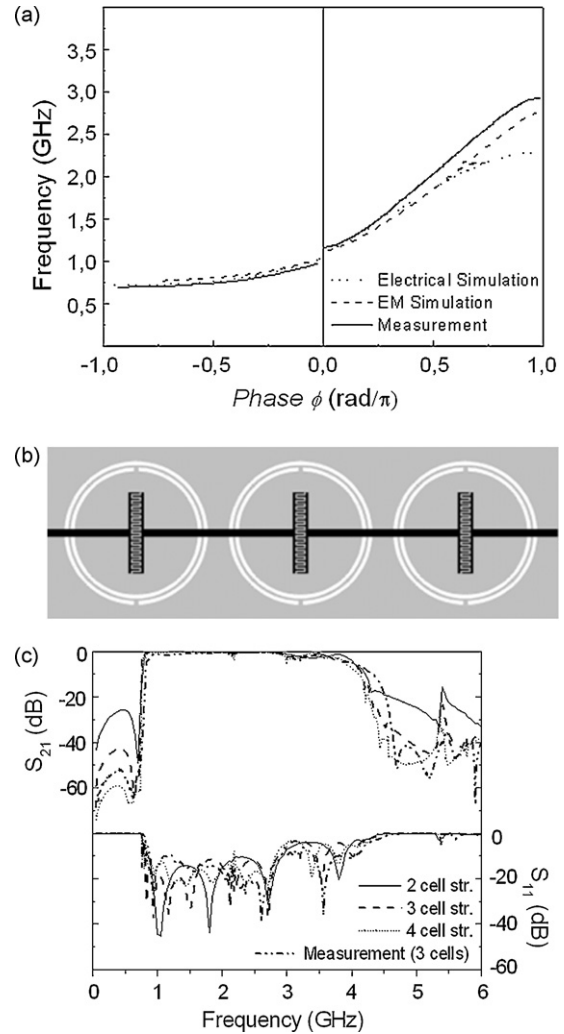 (a)
3,5
3,0
2,5
2,0
1,5
1,0
0,5
Frequency (GHz)
Electrical Simulation
EM Simulation
Measurement
-1,0 -0,5 0,0 0,5 1,0
Phase ϕ (rad/π)
(b)
(c)
0
-20
-40
-60
S21 (dB)
0
-20
-40
-60
S11 (dB)
2 cell str.
3 cell str.
4 cell str.
Measurement (3 cells)
0 1 2 3 4 5 6
Frequency (GHz)